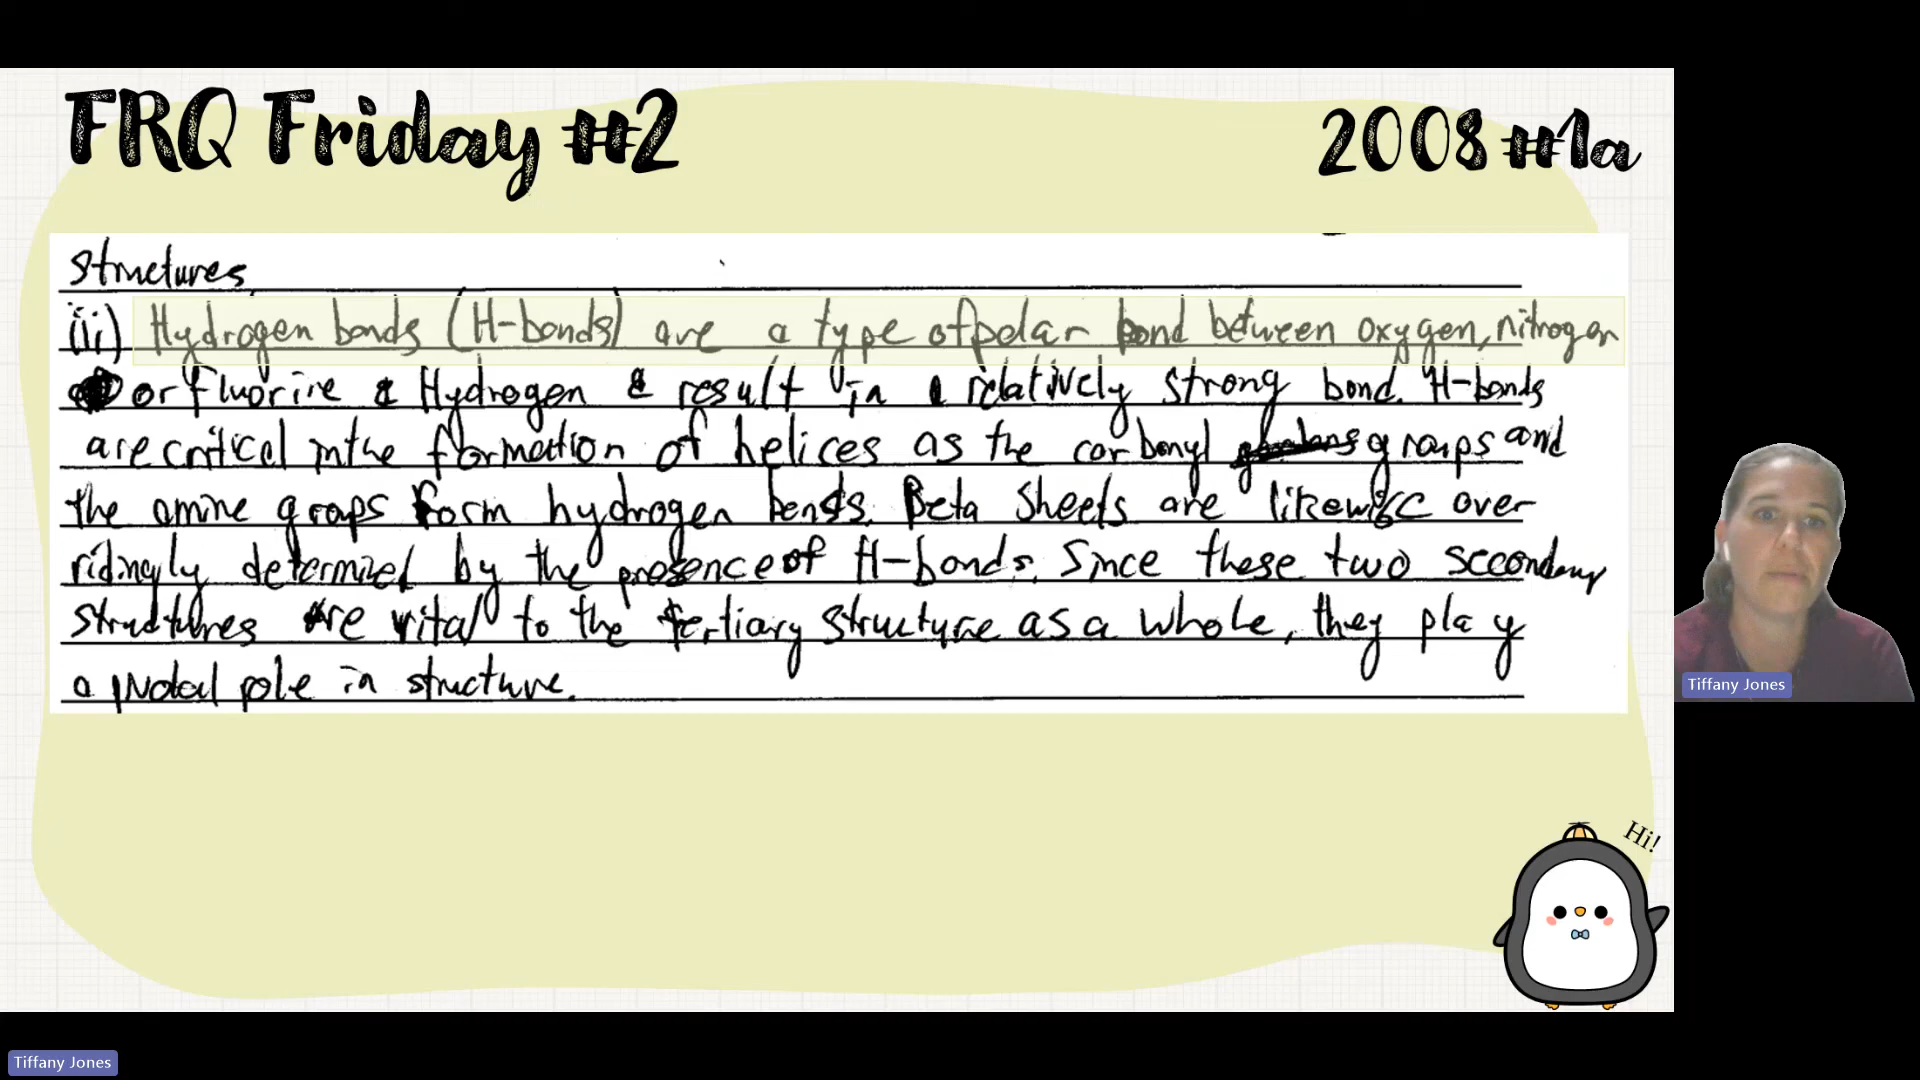 FRQ Friday #2
2008 #1a
structures
(ii) Hydrogen bonds (H-bonds) are a type of polar bond between oxygen, nitrogen
or fluorine & Hydrogen & result in a relatively strong bond. H-bonds
are critical in the formation of helices as the carbonyl groups and
the amine groups form hydrogen bonds. Beta Sheets are likewise over
ridingly determined by the presence of H-bonds. Since these two secondary
structures are vital to the tertiary structure as a whole, they play
a pivotal pole in structure.
Hi!
Tiffany Jones
Tiffany Jones